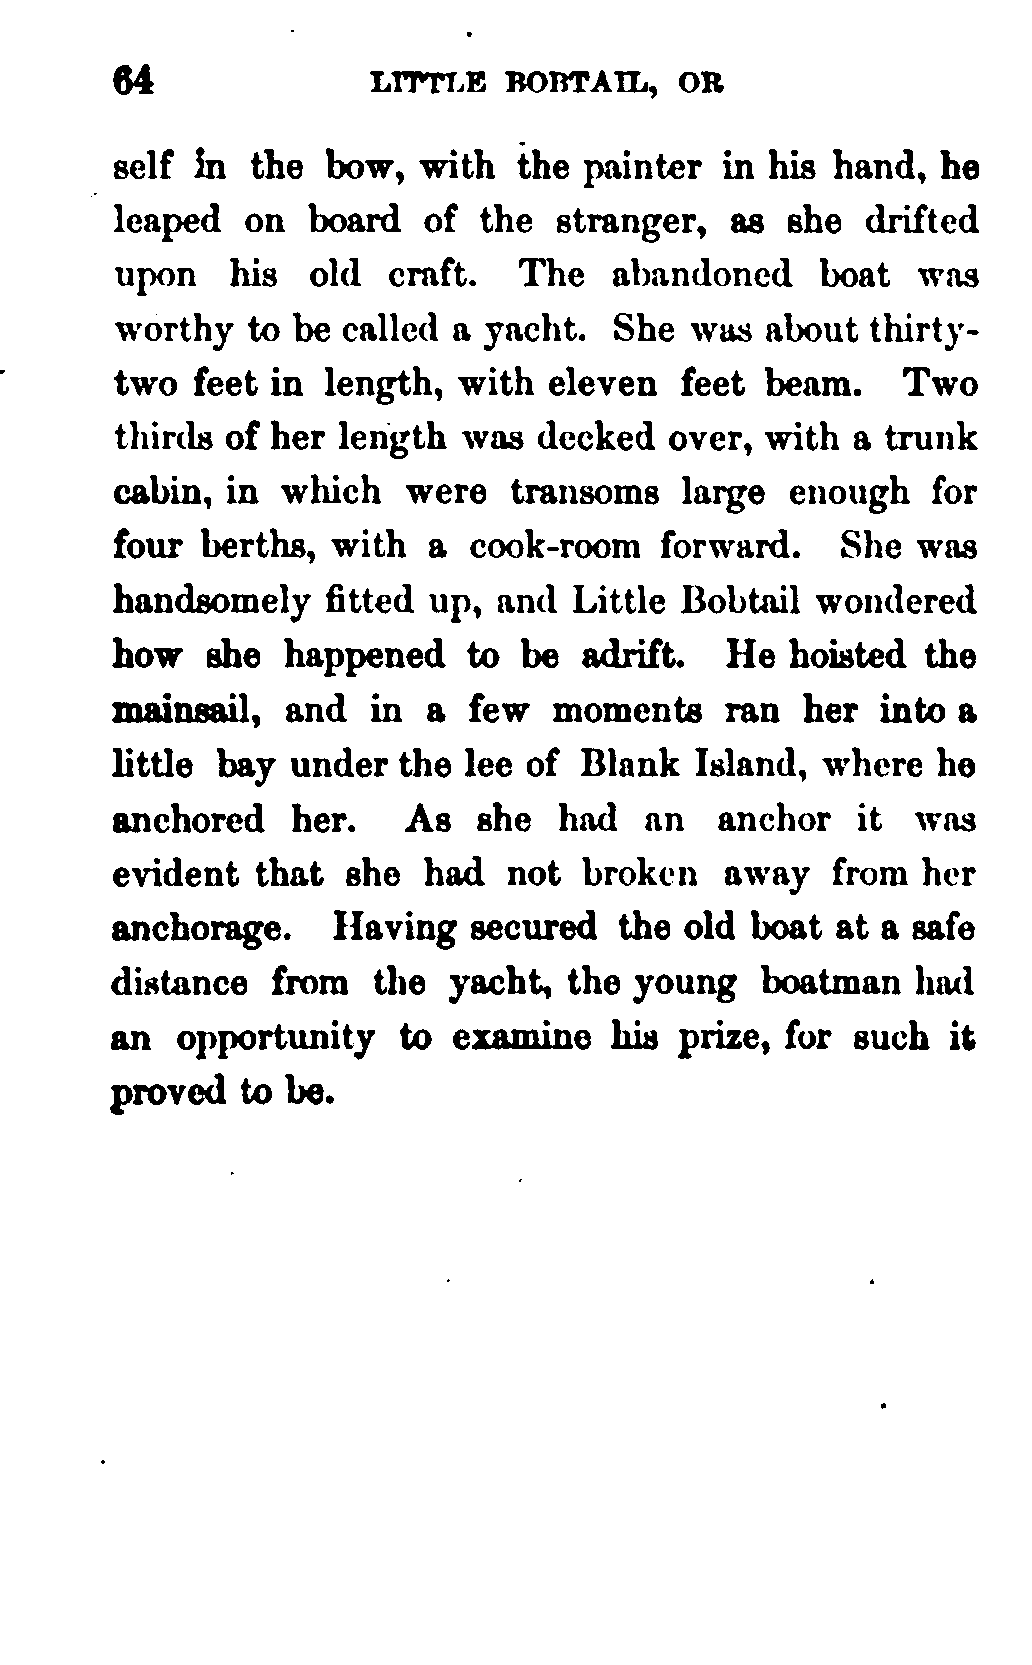 64 LITTLE BOBTAIL, OR
self in the bow, with the painter in his hand, he
leaped on board of the stranger, as she drifted
upon his old craft. The abandoned boat was
worthy to be called a yacht. She was about thirty-
two feet in length, with eleven feet beam. Two
thirds of her length was decked over, with a trunk
cabin, in which were transoms large enough for
four berths, with a cook-room forward. She was
handsomely fitted up, and Little Bobtail wondered
how she happened to be adrift. He hoisted the
mainsail, and in a few moments ran her into a
little bay under the lee of Blank Island, where he
anchored her. As she had an anchor it was
evident that she had not broken away from her
anchorage. Having secured the old boat at a safe
distance from the yacht, the young boatman had
an opportunity to examine his prize, for such it
proved to be.